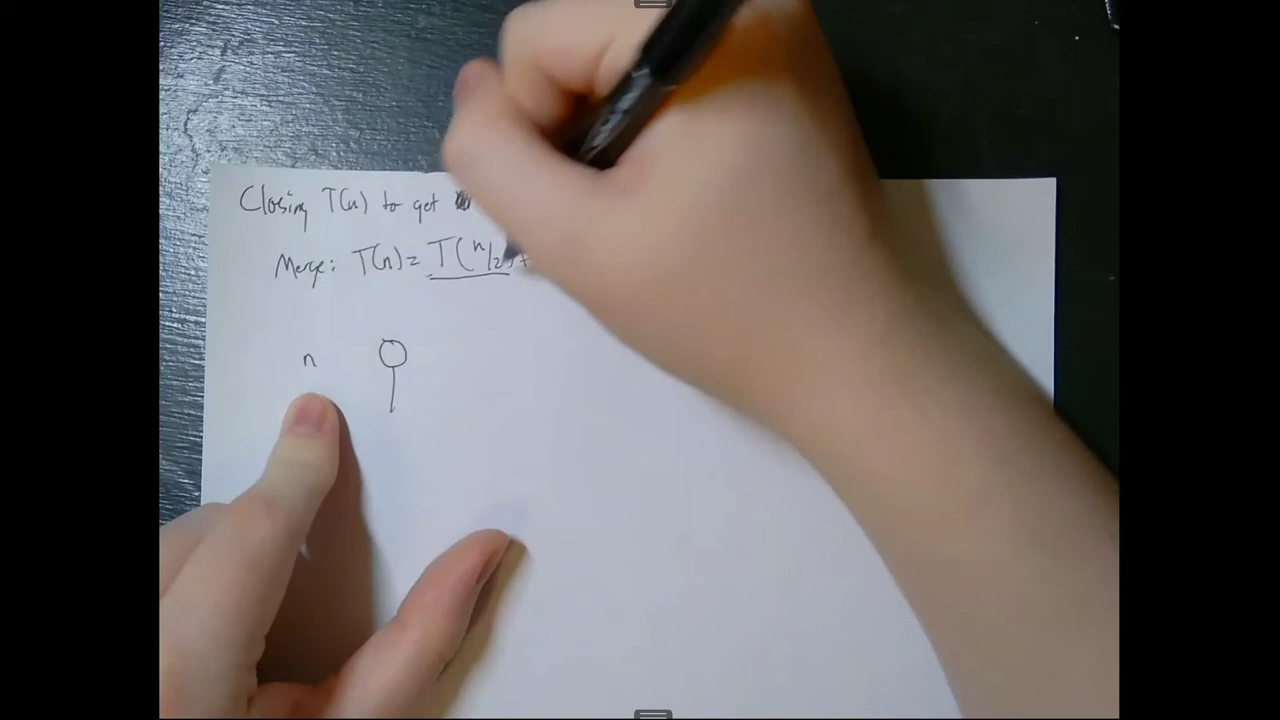 Closing T(n) to get
Merge: T(n) = T(n/2) +
n